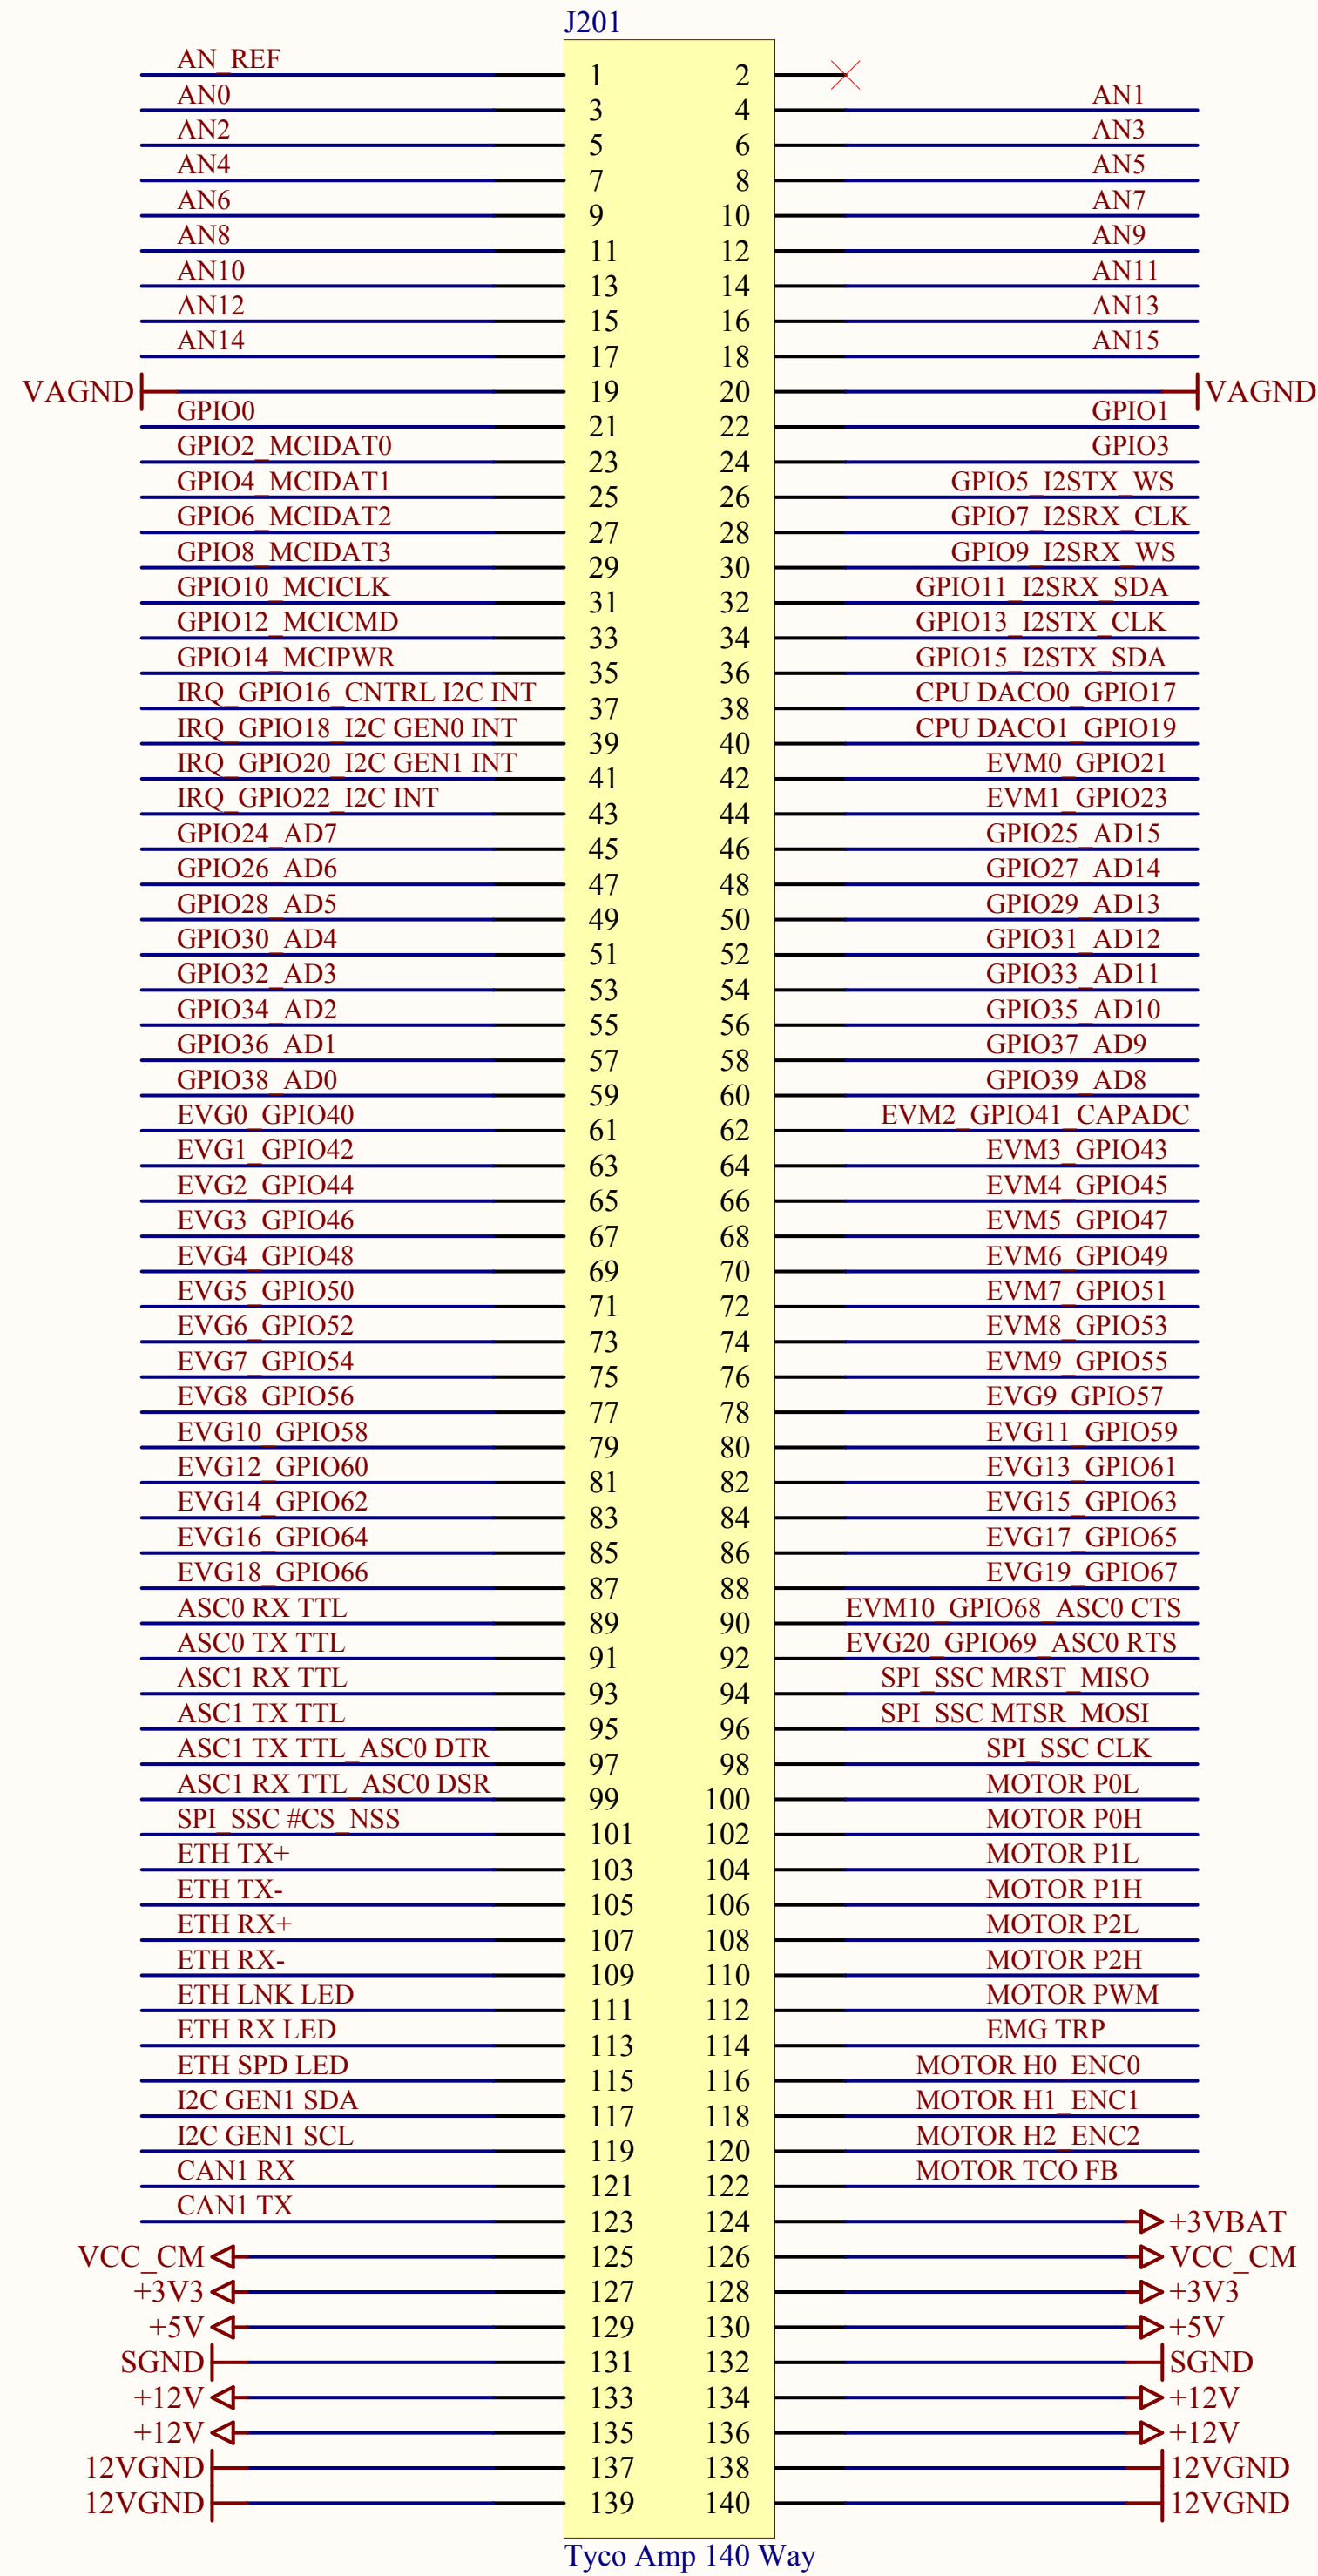 J201
AN_REF 1 2
AN0 3 4 AN1
AN2 5 6 AN3
AN4 7 8 AN5
AN6 9 10 AN7
AN8 11 12 AN9
AN10 13 14 AN11
AN12 15 16 AN13
AN14 17 18 AN15
VAGND 19 20 VAGND
GPIO0 21 22 GPIO1
GPIO2_MCIDAT0 23 24 GPIO3
GPIO4_MCIDAT1 25 26 GPIO5_I2STX_WS
GPIO6_MCIDAT2 27 28 GPIO7_I2SRX_CLK
GPIO8_MCIDAT3 29 30 GPIO9_I2SRX_WS
GPIO10_MCICLK 31 32 GPIO11_I2SRX_SDA
GPIO12_MCICMD 33 34 GPIO13_I2STX_CLK
GPIO14_MCIPWR 35 36 GPIO15_I2STX_SDA
IRQ_GPIO16_CNTRL I2C INT 37 38 CPU DACO0_GPIO17
IRQ_GPIO18_I2C GEN0 INT 39 40 CPU DACO1_GPIO19
IRQ_GPIO20_I2C GEN1 INT 41 42 EVM0_GPIO21
IRQ_GPIO22_I2C INT 43 44 EVM1_GPIO23
GPIO24_AD7 45 46 GPIO25_AD15
GPIO26_AD6 47 48 GPIO27_AD14
GPIO28_AD5 49 50 GPIO29_AD13
GPIO30_AD4 51 52 GPIO31_AD12
GPIO32_AD3 53 54 GPIO33_AD11
GPIO34_AD2 55 56 GPIO35_AD10
GPIO36_AD1 57 58 GPIO37_AD9
GPIO38_AD0 59 60 GPIO39_AD8
EVG0_GPIO40 61 62 EVM2_GPIO41_CAPADC
EVG1_GPIO42 63 64 EVM3_GPIO43
EVG2_GPIO44 65 66 EVM4_GPIO45
EVG3_GPIO46 67 68 EVM5_GPIO47
EVG4_GPIO48 69 70 EVM6_GPIO49
EVG5_GPIO50 71 72 EVM7_GPIO51
EVG6_GPIO52 73 74 EVM8_GPIO53
EVG7_GPIO54 75 76 EVM9_GPIO55
EVG8_GPIO56 77 78 EVG9_GPIO57
EVG10_GPIO58 79 80 EVG11_GPIO59
EVG12_GPIO60 81 82 EVG13_GPIO61
EVG14_GPIO62 83 84 EVG15_GPIO63
EVG16_GPIO64 85 86 EVG17_GPIO65
EVG18_GPIO66 87 88 EVG19_GPIO67
ASC0 RX TTL 89 90 EVM10_GPIO68_ASC0 CTS
ASC0 TX TTL 91 92 EVG20_GPIO69_ASC0 RTS
ASC1 RX TTL 93 94 SPI_SSC MRST_MISO
ASC1 TX TTL 95 96 SPI_SSC MTSR_MOSI
ASC1 TX TTL_ASC0 DTR 97 98 SPI_SSC CLK
ASC1 RX TTL_ASC0 DSR 99 100 MOTOR P0L
SPI_SSC #CS_NSS 101 102 MOTOR P0H
ETH TX+ 103 104 MOTOR P1L
ETH TX- 105 106 MOTOR P1H
ETH RX+ 107 108 MOTOR P2L
ETH RX- 109 110 MOTOR P2H
ETH LNK LED 111 112 MOTOR PWM
ETH RX LED 113 114 EMG TRP
ETH SPD LED 115 116 MOTOR H0_ENC0
I2C GEN1 SDA 117 118 MOTOR H1_ENC1
I2C GEN1 SCL 119 120 MOTOR H2_ENC2
CAN1 RX 121 122 MOTOR TCO FB
CAN1 TX 123 124 +3VBAT
VCC_CM 125 126 VCC_CM
+3V3 127 128 +3V3
+5V 129 130 +5V
SGND 131 132 SGND
+12V 133 134 +12V
+12V 135 136 +12V
12VGND 137 138 12VGND
12VGND 139 140 12VGND
Tyco Amp 140 Way